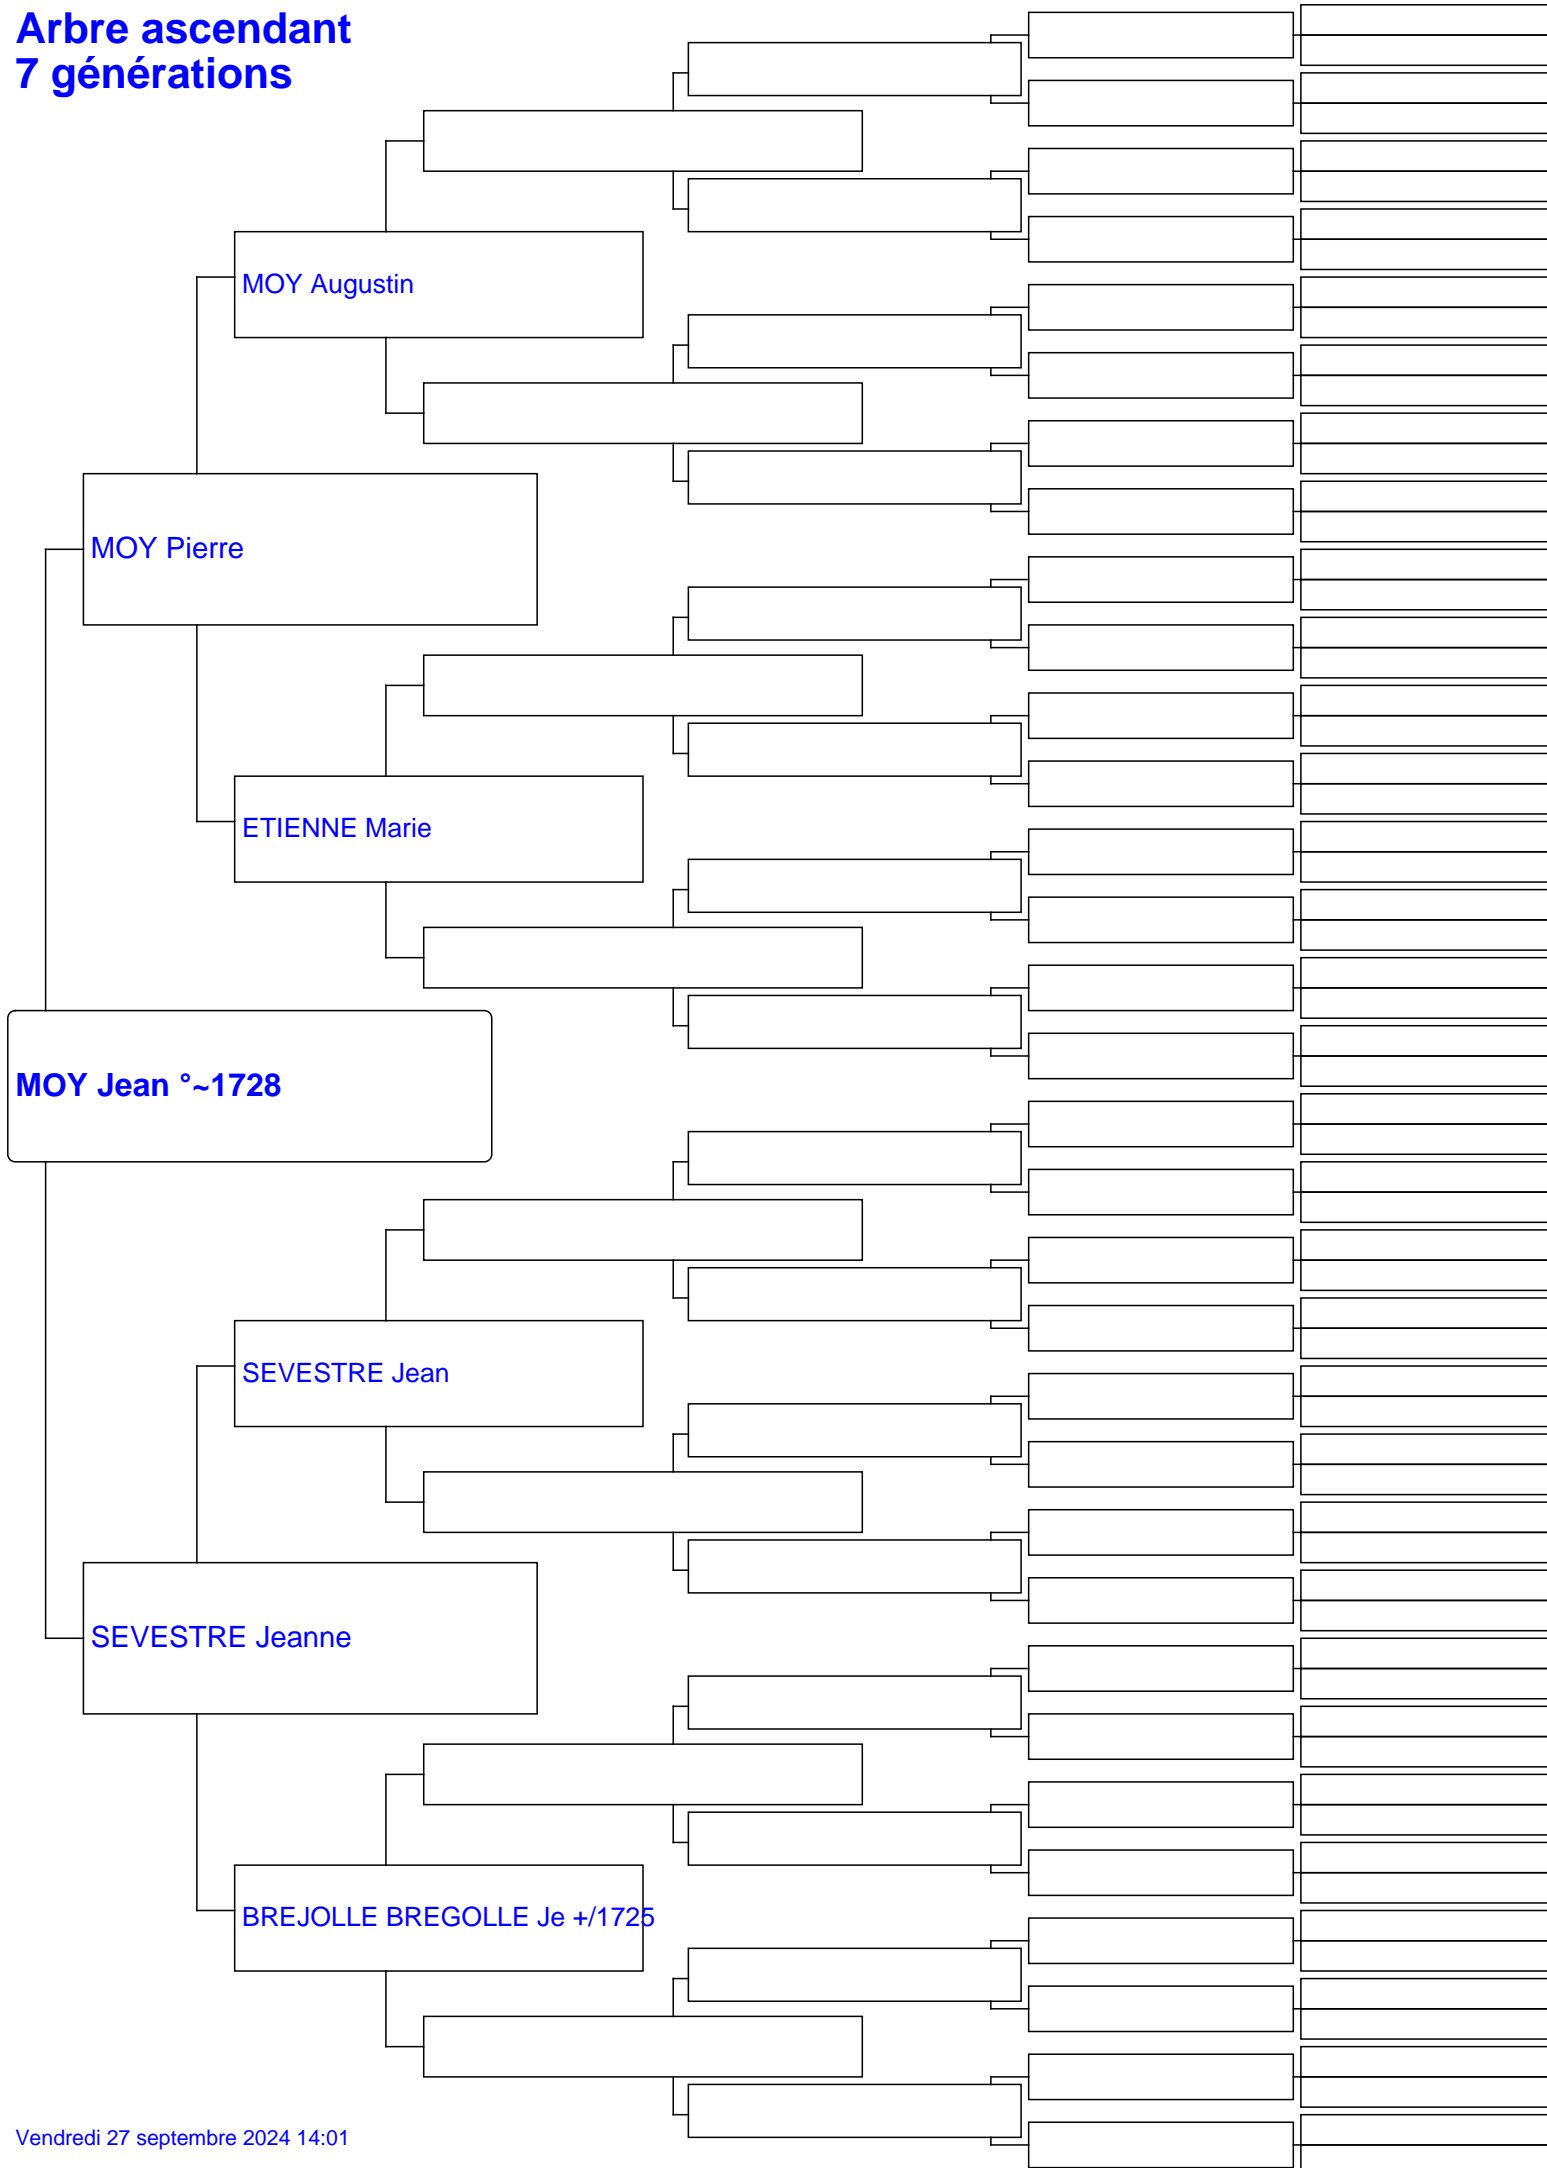 Arbre ascendant
7 générations
MOY Augustin
MOY Pierre
ETIENNE Marie
MOY Jean °~1728
SEVESTRE Jean
SEVESTRE Jeanne
BREJOLLE BREGOLLE Je +/1725
Vendredi 27 septembre 2024 14:01